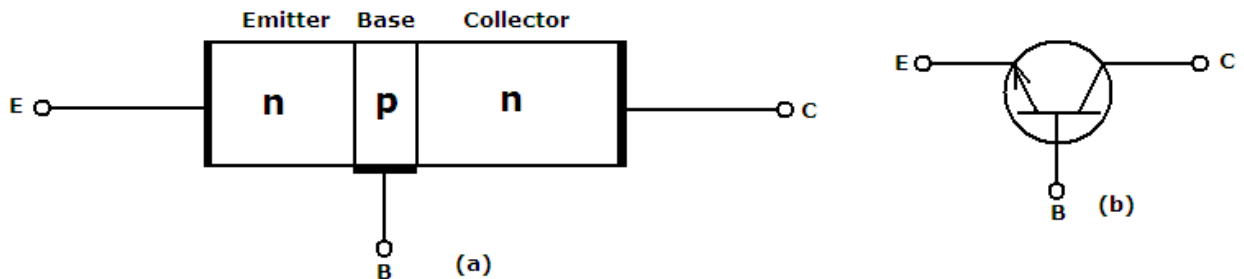 Emitter Base Collector
E n p n C
B (a)
E C
B (b)